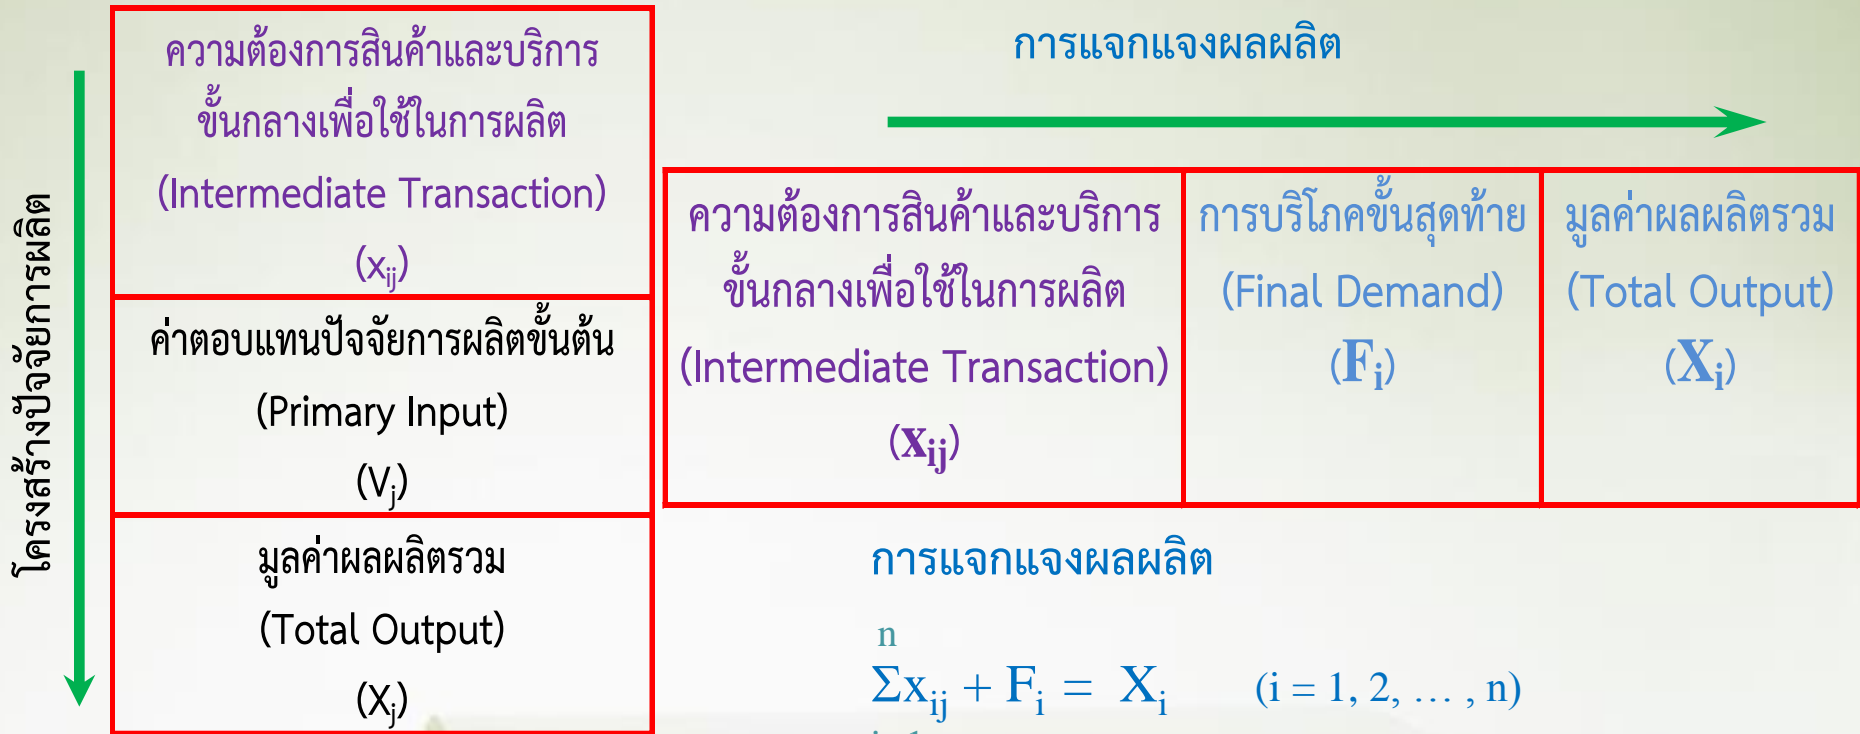 โครงสร้างปัจจัยการผลิต
ความต้องการสินค้าและบริการ
ขั้นกลางเพื่อใช้ในการผลิต
(Intermediate Transaction)
(xij)
ค่าตอบแทนปัจจัยการผลิตขั้นต้น
(Primary Input)
(Vj)
มูลค่าผลผลิตรวม
(Total Output)
(Xj)
การแจกแจงผลผลิต
ความต้องการสินค้าและบริการ
ขั้นกลางเพื่อใช้ในการผลิต
(Intermediate Transaction)
(xij)
การบริโภคขั้นสุดท้าย
(Final Demand)
(Fi)
มูลค่าผลผลิตรวม
(Total Output)
(Xi)
การแจกแจงผลผลิต
n
Σxij + Fi = Xi (i = 1, 2, … , n)